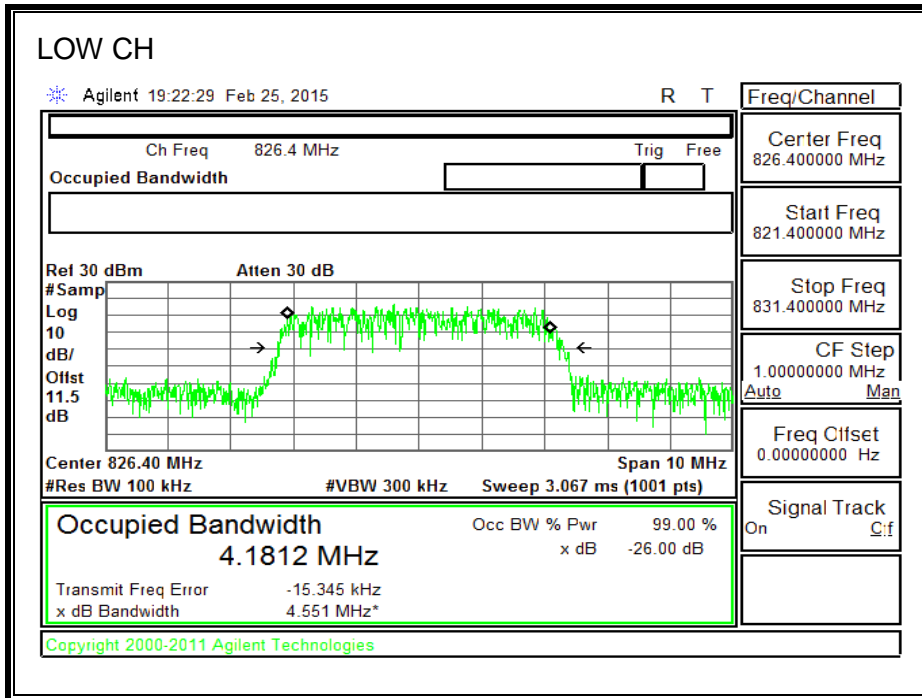 LOW CH
Agilent 19:22:29 Feb 25, 2015 R T
Freq/Channel
Ch Freq 826.4 MHz Trig Free
Occupied Bandwidth
Center Freq
826.400000 MHz
Start Freq
821.400000 MHz
Stop Freq
831.400000 MHz
CF Step
1.00000000 MHz
Auto Man
Freq Offset
0.00000000 Hz
Signal Track
On Off
Ref 30 dBm Atten 30 dB
#Samp
Log
10
dB/
Offst
11.5
dB
Center 826.40 MHz Span 10 MHz
#Res BW 100 kHz #VBW 300 kHz Sweep 3.067 ms (1001 pts)
Occupied Bandwidth
4.1812 MHz
Occ BW % Pwr 99.00 %
x dB -26.00 dB
Transmit Freq Error -15.345 kHz
x dB Bandwidth 4.551 MHz*
Copyright 2000-2011 Agilent Technologies